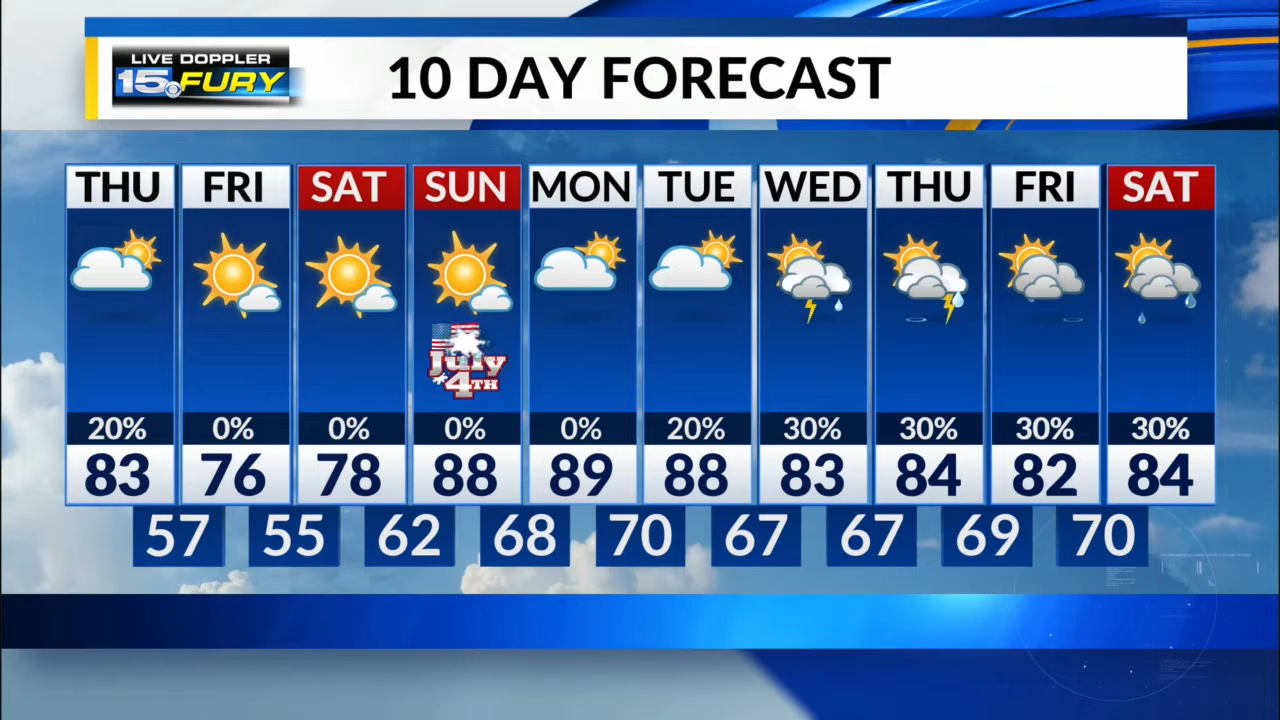 LIVE DOPPLER
15 FURY
10 DAY FORECAST
THU FRI SAT SUN MON TUE WED THU FRI SAT
July
4TH
20% 0% 0% 0% 0% 20% 30% 30% 30% 30%
83 76 78 88 89 88 83 84 82 84
57 55 62 68 70 67 67 69 70